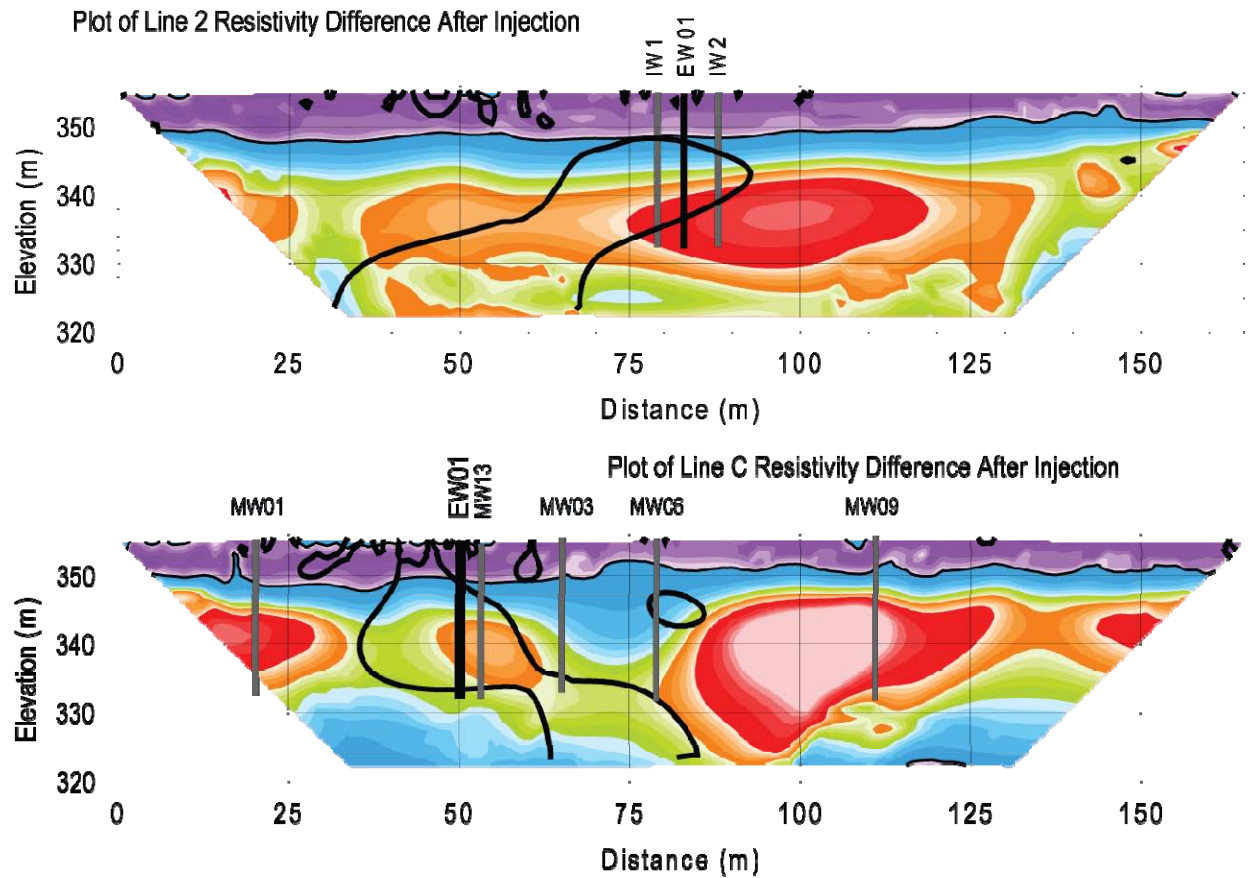 Plot of Line 2 Resistivity Difference After Injection
IW1
EW01
IW2
350
340
330
320
Elevation (m)
0 25 50 75 100 125 150
Distance (m)
Plot of Line C Resistivity Difference After Injection
MW01
EW01
MW13
MW03
MW06
MW09
350
340
330
320
Elevation (m)
0 25 50 75 100 125 150
Distance (m)